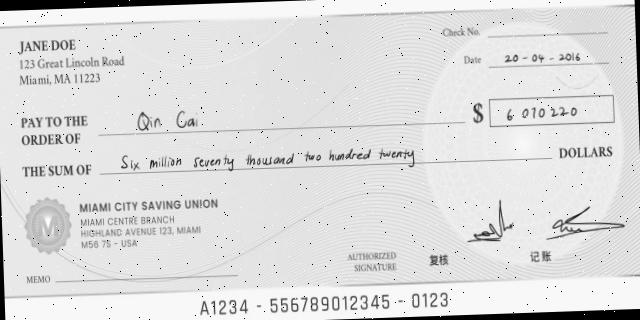 JANE DOE
123 Great Lincoln Road
Miami, MA 11223
Check No.
Date 20-04-2016
PAY TO THE
ORDER OF Qin Cai
$ 6 070 220
THE SUM OF Six million seventy thousand two hundred twenty DOLLARS
MIAMI CITY SAVING UNION
MIAMI CENTRE BRANCH
HIGHLAND AVENUE 123, MIAMI
M56 75 - USA
M
MEMO
AUTHORIZED
SIGNATURE
复核
记账
A1234 - 556789012345 - 0123